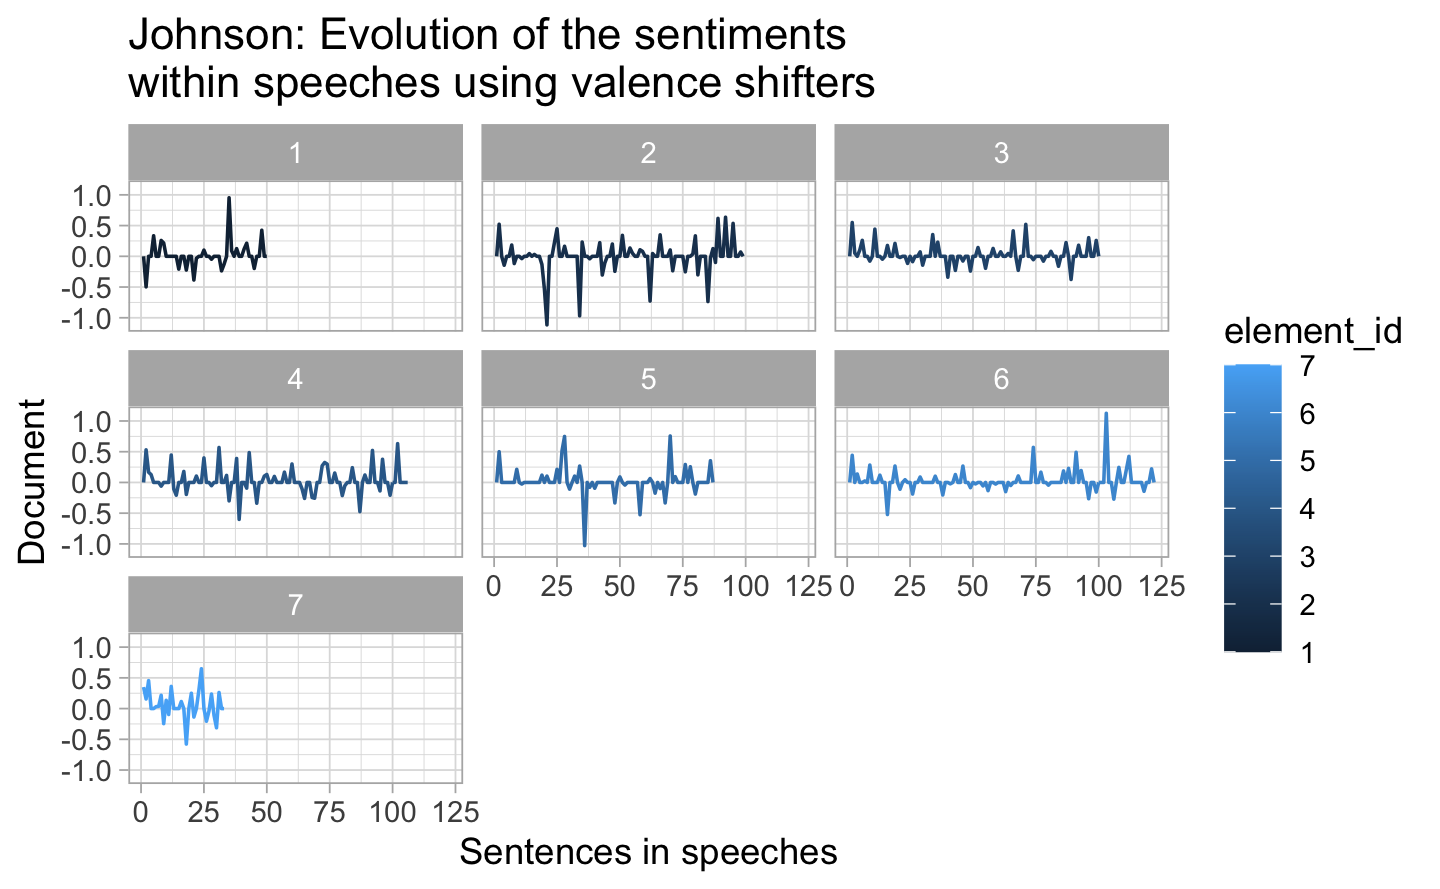 Johnson: Evolution of the sentiments
within speeches using valence shifters
1 2 3
1.0
0.5
0.0
-0.5
-1.0
4 5 6
1.0
0.5
0.0
-0.5
-1.0
0 25 50 75 100 125 0 25 50 75 100 125
7
1.0
0.5
0.0
-0.5
-1.0
0 25 50 75 100 125
Sentences in speeches
Document
element_id
7
6
5
4
3
2
1